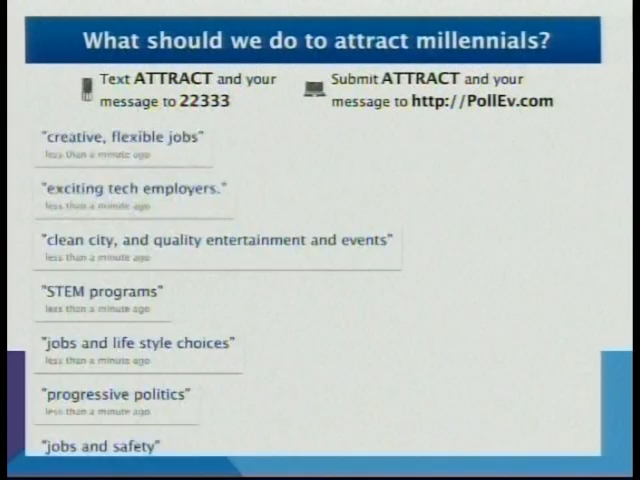 What should we do to attract millennials?
Text ATTRACT and your
message to 22333
Submit ATTRACT and your
message to http://PollEv.com
"creative, flexible jobs"
less than a minute ago
"exciting tech employers."
less than a minute ago
"clean city, and quality entertainment and events"
less than a minute ago
"STEM programs"
less than a minute ago
"jobs and life style choices"
less than a minute ago
"progressive politics"
less than a minute ago
"jobs and safety"